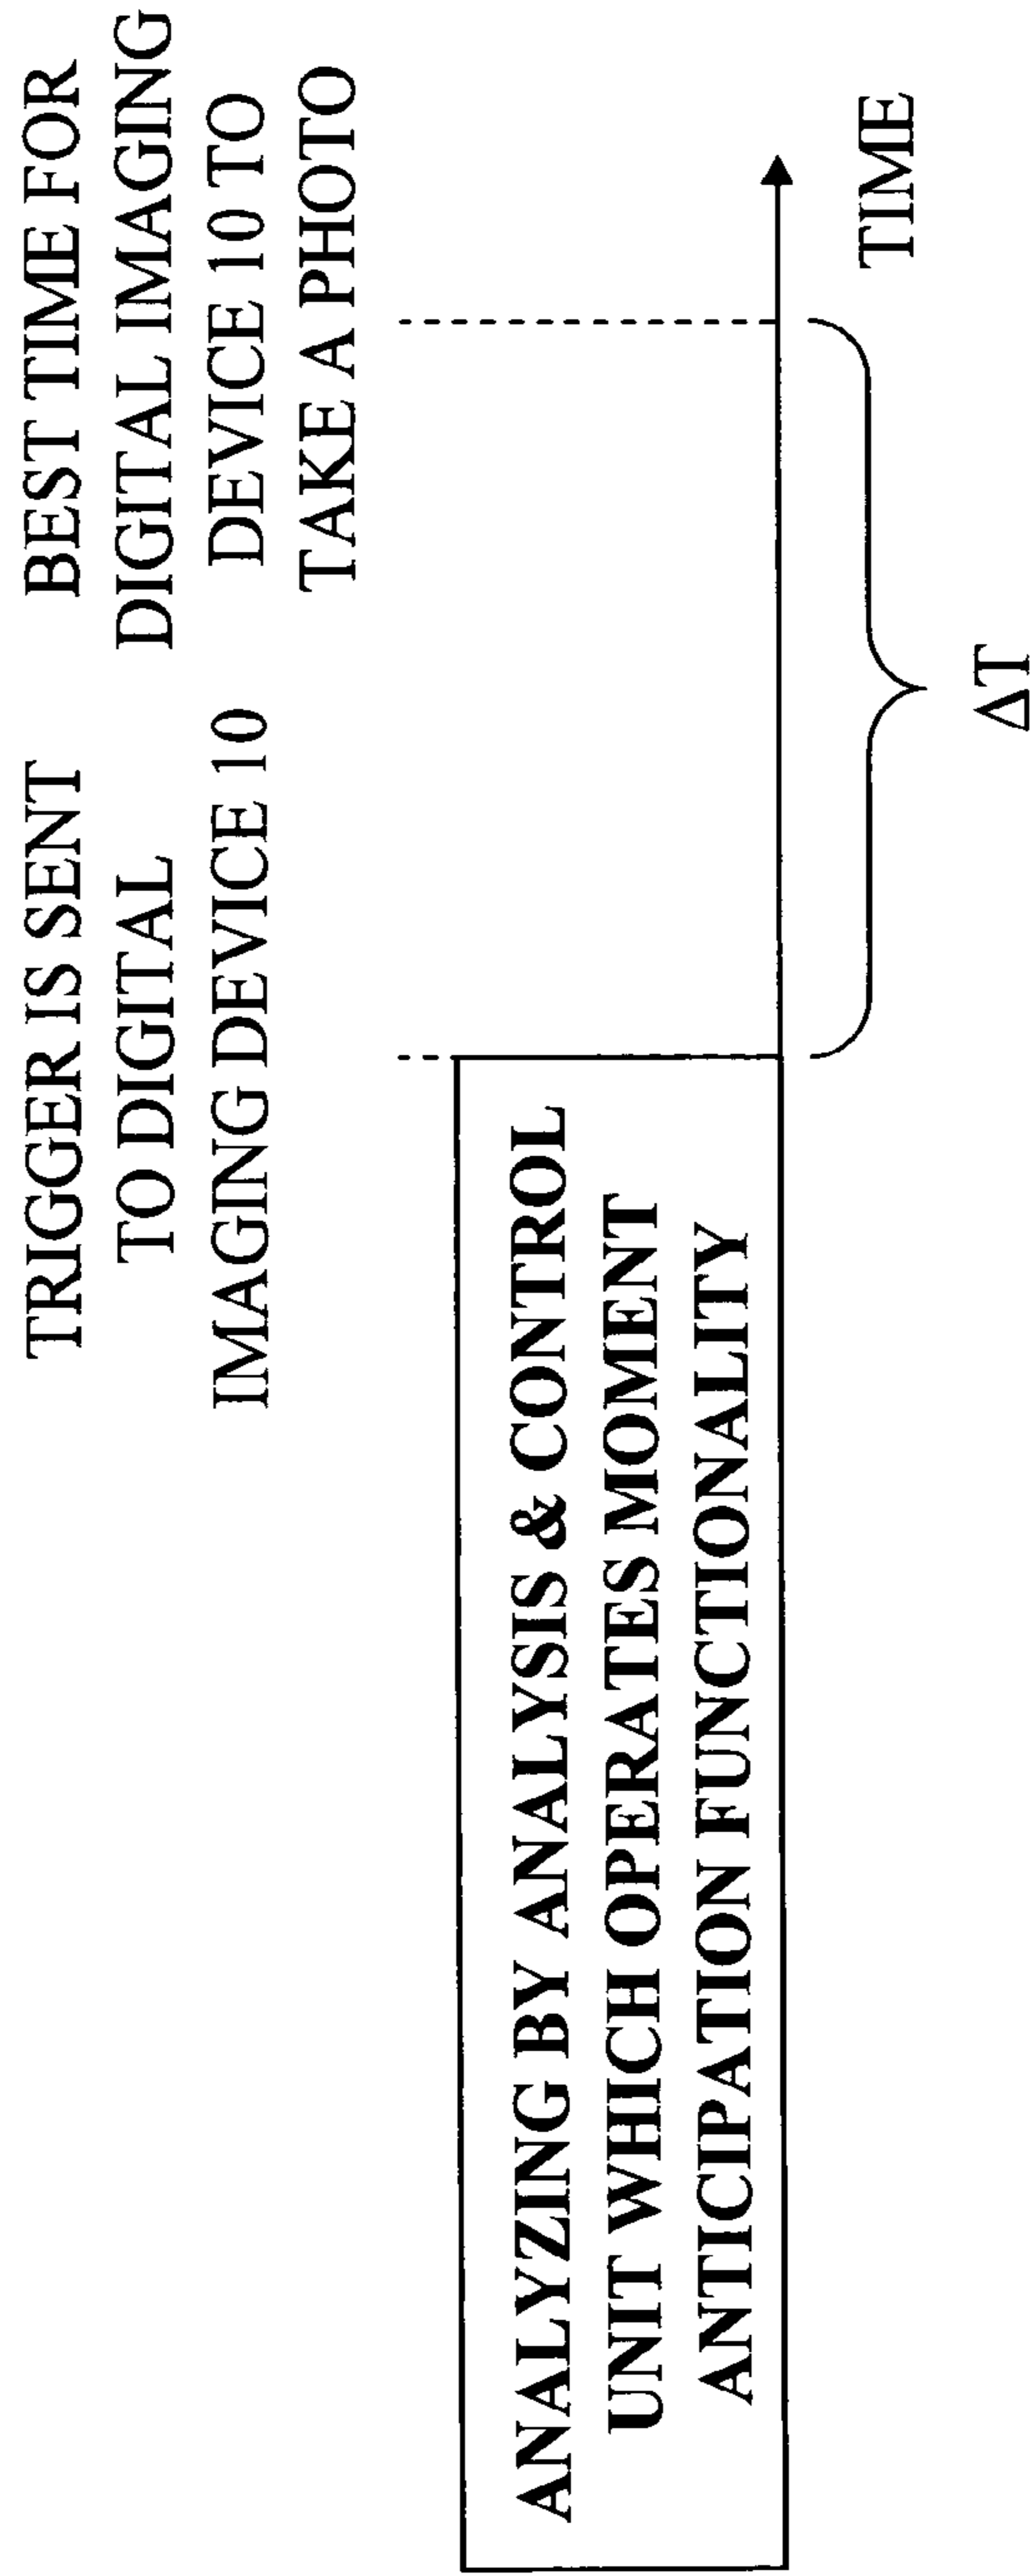 TRIGGER IS SENT
TO DIGITAL
IMAGING DEVICE 10
BEST TIME FOR
DIGITAL IMAGING
DEVICE 10 TO
TAKE A PHOTO
ANALYZING BY ANALYSIS & CONTROL
UNIT WHICH OPERATES MOMENT
ANTICIPATION FUNCTIONALITY
TIME
ΔT